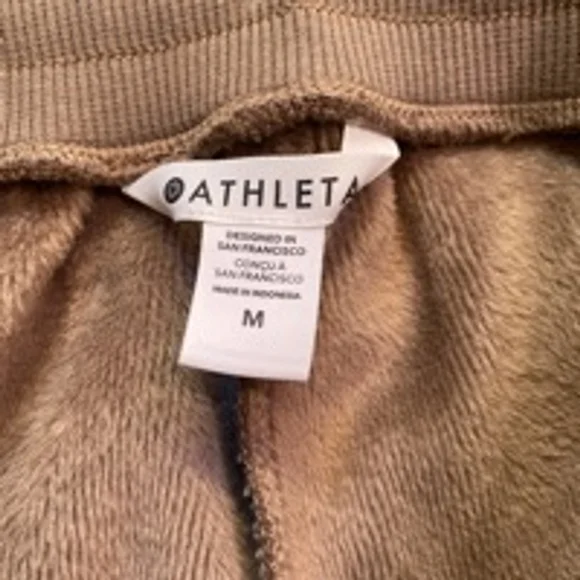 ATHLETA
DESIGNED IN
SAN FRANCISCO
CONÇU À
SAN FRANCISCO
MADE IN INDONESIA
M